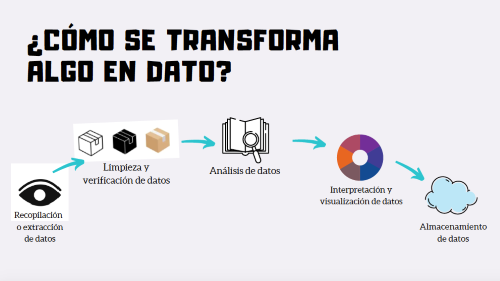 ¿CÓMO SE TRANSFORMA
ALGO EN DATO?
Recopilación
o extracción
de datos
Limpieza y
verificación de datos
Análisis de datos
Interpretación y
visualización de datos
Almacenamiento
de datos